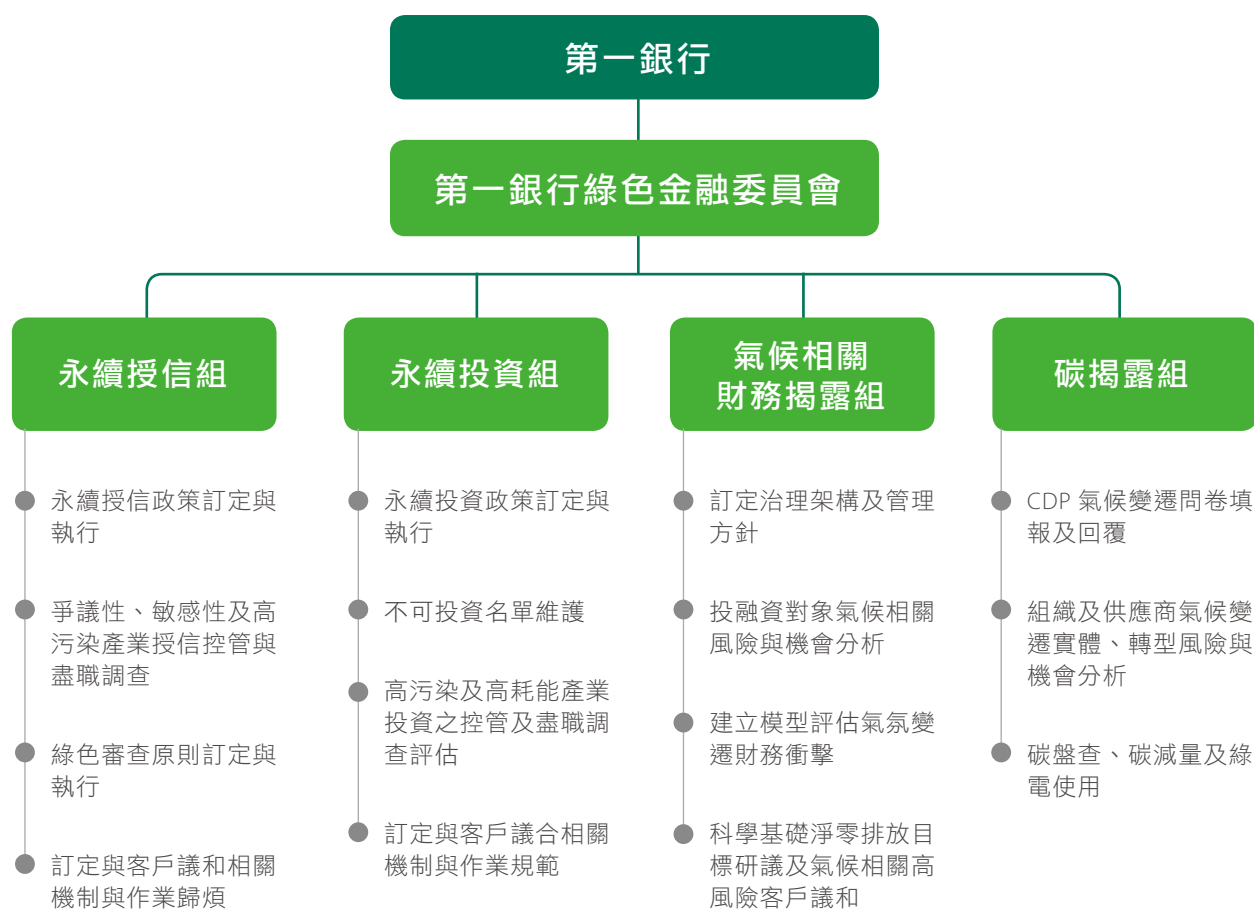 第一銀行
第一銀行綠色金融委員會
永續授信組
永續授信政策訂定與
執行
爭議性、敏感性及高
污染產業授信控管與
盡職調查
綠色審查原則訂定與
執行
訂定與客戶議和相關
機制與作業歸煩
永續投資組
永續投資政策訂定與
執行
不可投資名單維護
高污染及高耗能產業
投資之控管及盡職調
查評估
訂定與客戶議合相關
機制與作業規範
氣候相關
財務揭露組
訂定治理架構及管理
方針
投融資對象氣候相關
風險與機會分析
建立模型評估氣氛變
遷財務衝擊
科學基礎淨零排放目
標研議及氣候相關高
風險客戶議和
碳揭露組
CDP 氣候變遷問卷填
報及回覆
組織及供應商氣候變
遷實體、轉型風險與
機會分析
碳盤查、碳減量及綠
電使用